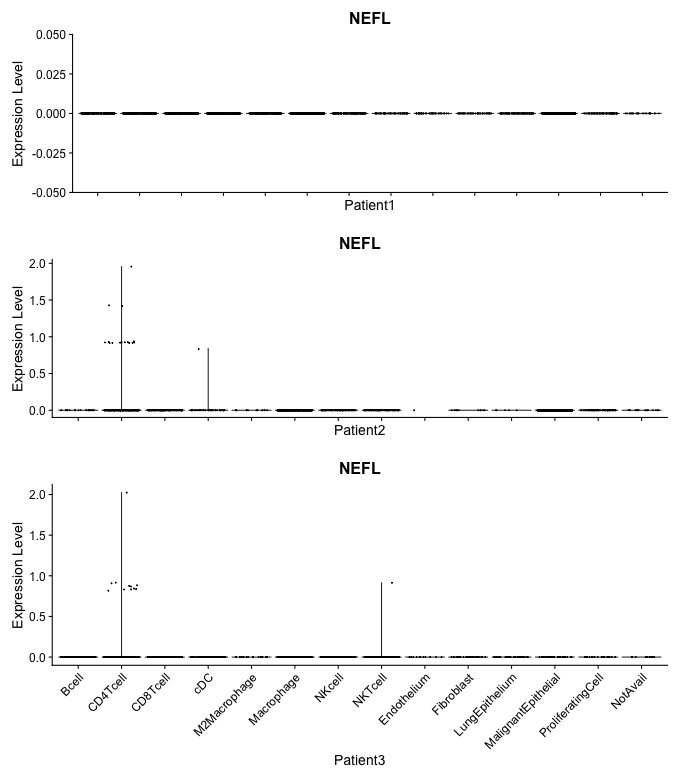 NEFL
Expression Level
0.050
0.025
0.000
-0.025
-0.050
Patient1
NEFL
Expression Level
2.0
1.5
1.0
0.5
0.0
Patient2
NEFL
Expression Level
2.0
1.5
1.0
0.5
0.0
Bcell
CD4Tcell
CD8Tcell
cDC
M2Macrophage
Macrophage
NKcell
NKTcell
Endothelium
Fibroblast
LungEpithelium
MalignantEpithelial
ProliferatingCell
NotAvail
Patient3